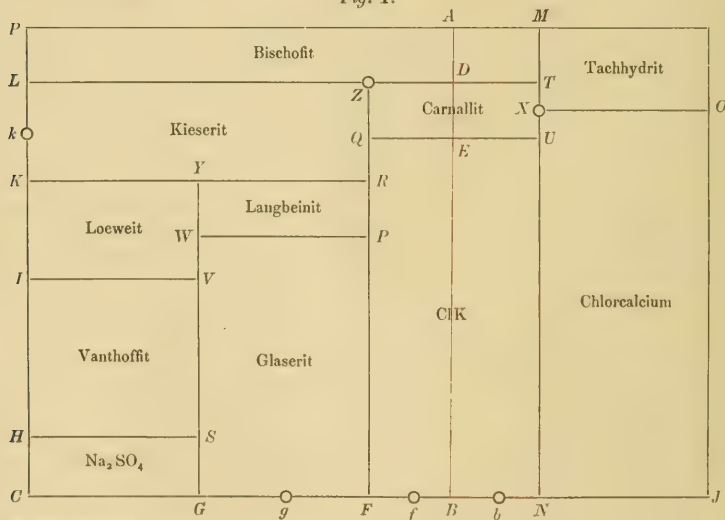 Fig. 1.
P A M
Bischofit
Tachhydrit
L Z D T
Carnallit X O
k Kieserit Q E U
K Y R
Langbeinit
Loeweit W P
I V
ClK Chlorcalcium
Vanthoffit Glaserit
H S
Na₂SO₄
C G g F f B b N J